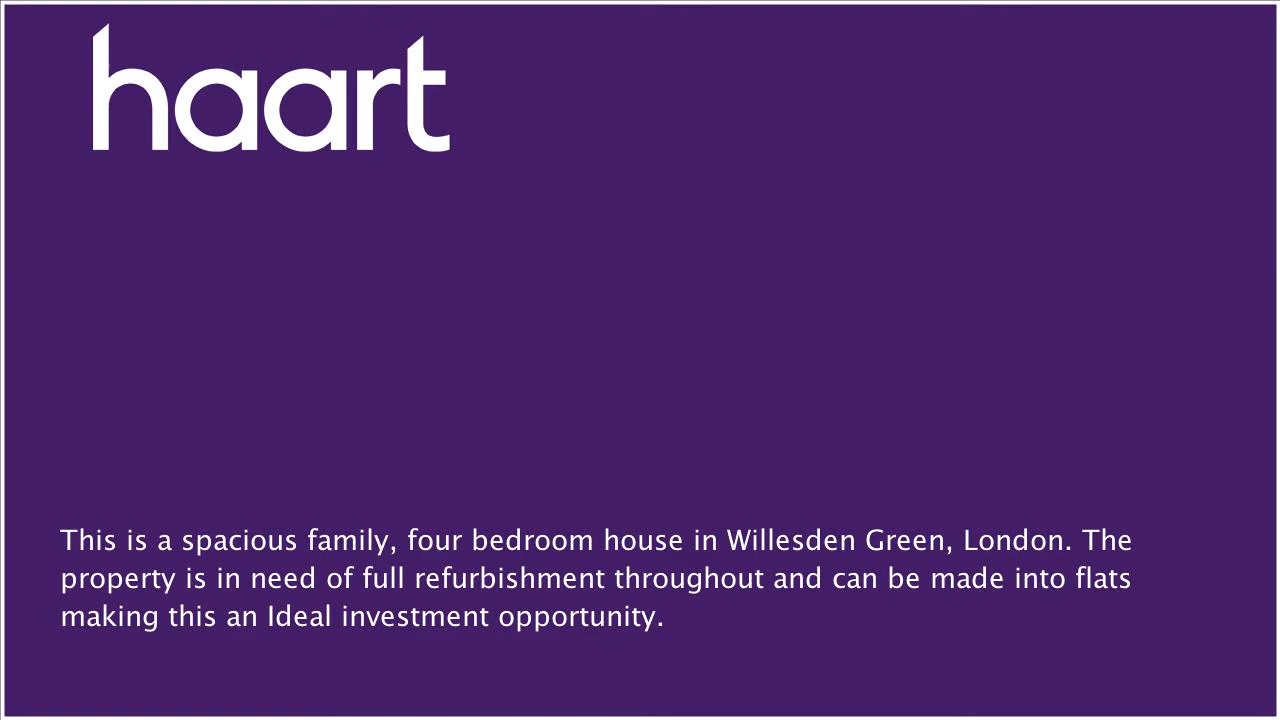 haart
This is a spacious family, four bedroom house in Willesden Green, London. The
property is in need of full refurbishment throughout and can be made into flats
making this an Ideal investment opportunity.